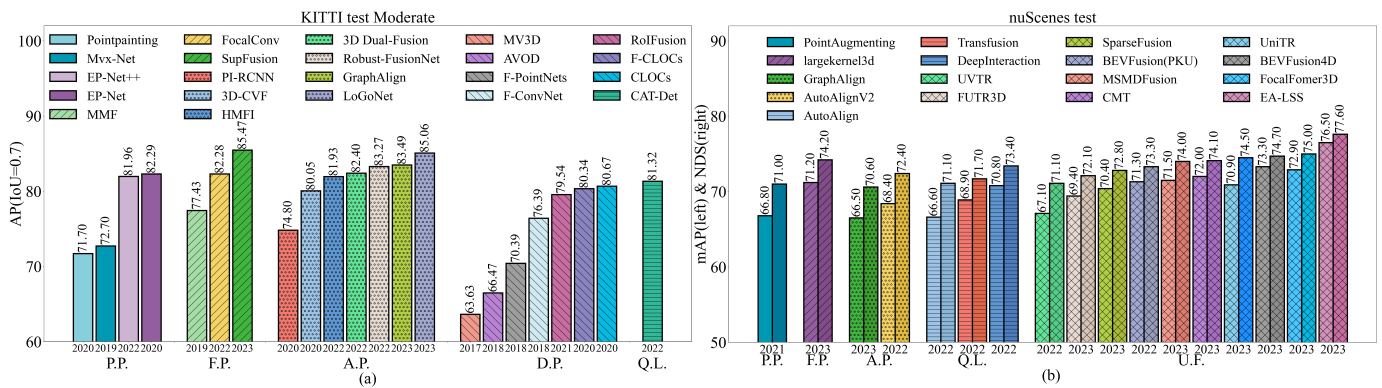 KITTI test Moderate
AP(IoU=0.7)
100
90
80
70
60
Pointpainting
Mvx-Net
EP-Net++
EP-Net
MMF
FocalConv
SupFusion
PI-RCNN
3D-CVF
HMFI
3D Dual-Fusion
Robust-FusionNet
GraphAlign
LoGoNet
MV3D
AVOD
F-PointNets
F-ConvNet
RoIFusion
F-CLOCs
CLOCs
CAT-Det
71.70
72.70
81.96
82.29
77.43
82.28
85.47
74.80
80.05
81.93
82.40
83.27
83.49
85.06
63.63
66.47
70.39
76.39
79.54
80.34
80.67
81.32
2020 2019 2022 2020
2019 2022 2023
2020 2020 2022 2022 2022 2023 2023
2017 2018 2018 2018 2021 2020 2020
2022
P.P. F.P. A.P. D.P. Q.L.
(a)
nuScenes test
mAP(left) & NDS(right)
90
80
70
60
50
PointAugmenting
largekernel3d
GraphAlign
AutoAlignV2
AutoAlign
Transfusion
DeepInteraction
UVTR
FUTR3D
SparseFusion
BEVFusion(PKU)
MSMDFusion
CMT
UniTR
BEVFusion4D
FocalFomer3D
EA-LSS
66.80
71.00
71.20
74.20
66.50
70.60
68.40
72.40
66.60
71.10
68.90
71.70
70.80
73.40
67.10
71.10
69.40
72.10
70.40
72.80
71.30
73.30
71.50
74.00
72.00
74.10
70.90
74.50
73.30
74.70
72.90
75.00
76.50
77.60
2021
2023
2023 2022
2022 2022 2022
2022 2023 2023 2022 2023 2023 2023 2023 2023 2023
P.P. F.P. A.P. Q.L. U.F.
(b)